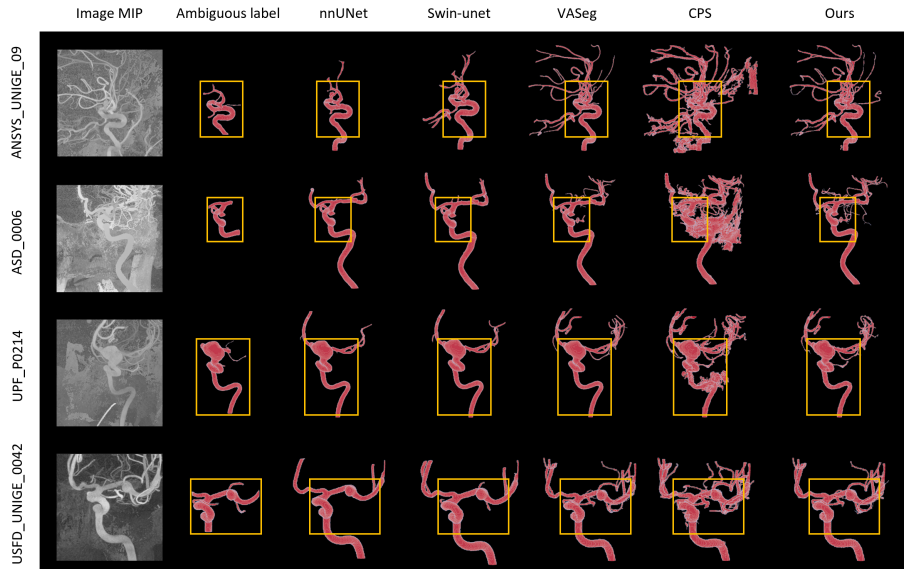 Image MIP Ambiguous label nnUNet Swin-unet VASeg CPS Ours
ANSYS_UNIGE_09
ASD_0006
UPF_P0214
USFD_UNIGE_0042